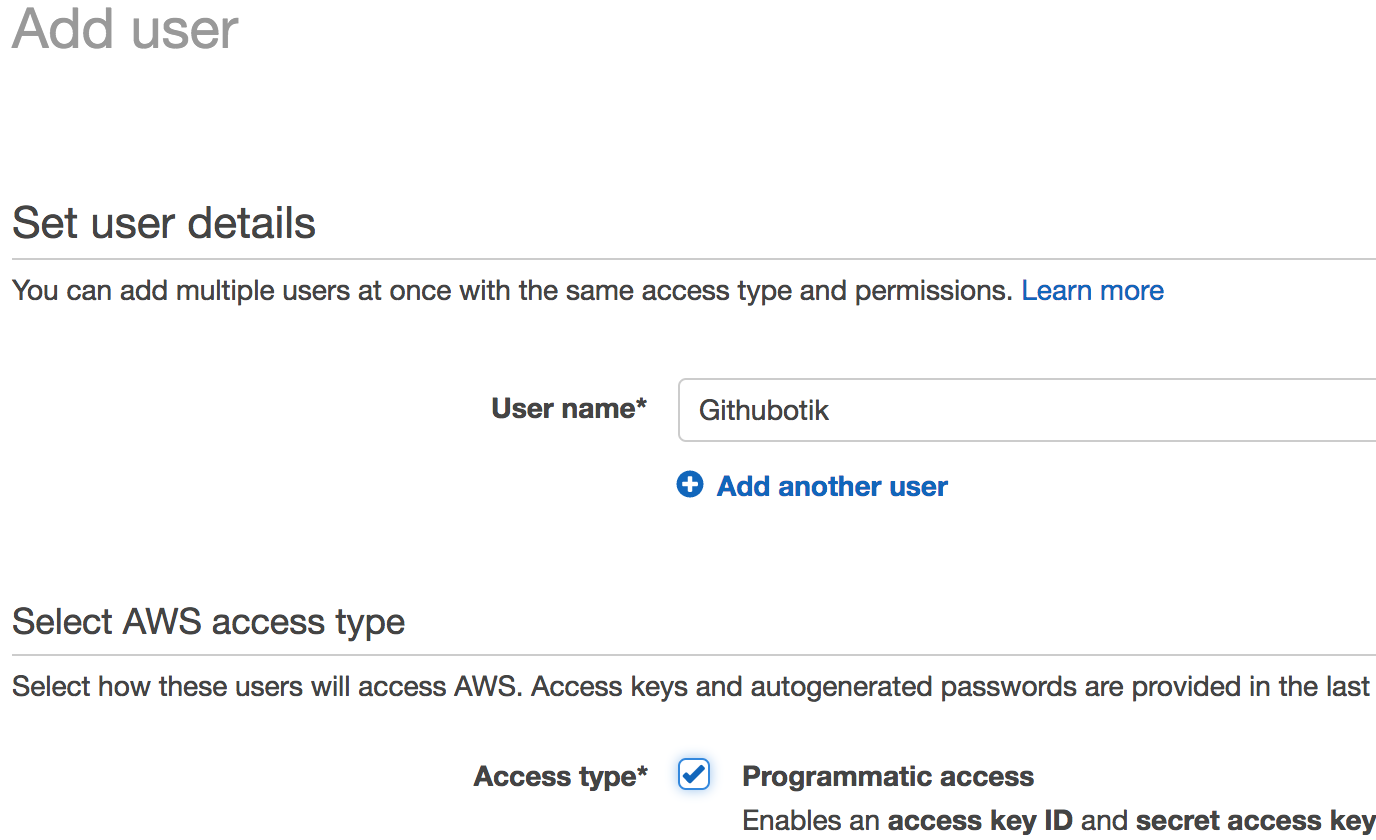 Add user
Set user details
You can add multiple users at once with the same access type and permissions. Learn more
User name* Githubotik
Add another user
Select AWS access type
Select how these users will access AWS. Access keys and autogenerated passwords are provided in the last
Access type* Programmatic access
Enables an access key ID and secret access key